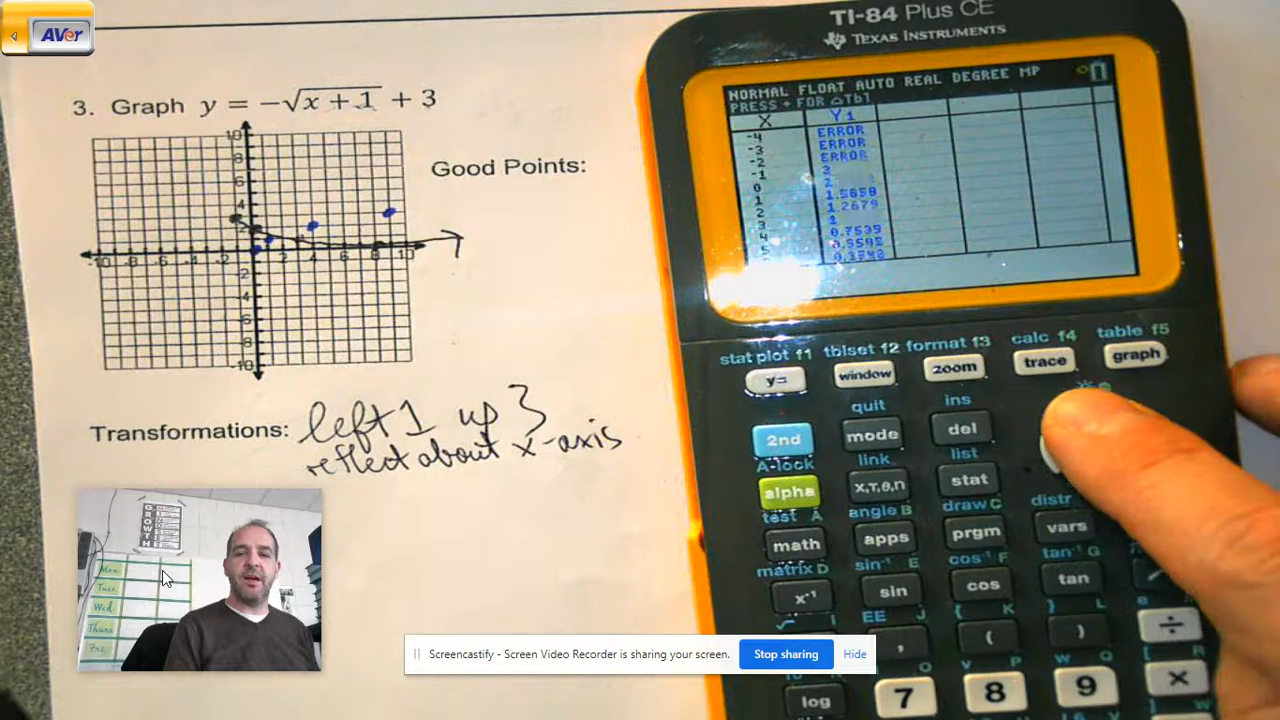 AVer
3. Graph y = −√x + 1 + 3
Good Points:
10
8
6
4
-10 -8 -6 -4 -2 2 4 6 8 10
-2
-4
-6
-8
-10
Transformations: left 1 up 3
reflect about x-axis
GROWTH
Mon.
Tues
Wed
Thurs
Fri.
TI-84 Plus CE
TEXAS INSTRUMENTS
NORMAL FLOAT AUTO REAL DEGREE MP
PRESS + FOR △Tbl
X Y1
-4 ERROR
-3 ERROR
-2 ERROR
-1
0 2
1 1.5858
2 1.2679
3 1
4 0.7639
5
stat plot f1 tblset f2 format f3 calc f4 table f5
y= window zoom trace graph
quit ins
2nd mode del
A-lock link list
alpha X,T,θ,n stat
test A angle B draw C distr
math apps prgm vars
matrix D sin⁻¹ E cos⁻¹ F tan⁻¹ G
x⁻¹ sin cos tan
√ I EE J { K } L
, ( ) ÷
O v P w Q R
log 7 8 9 ×
Screencastify - Screen Video Recorder is sharing your screen. Stop sharing Hide